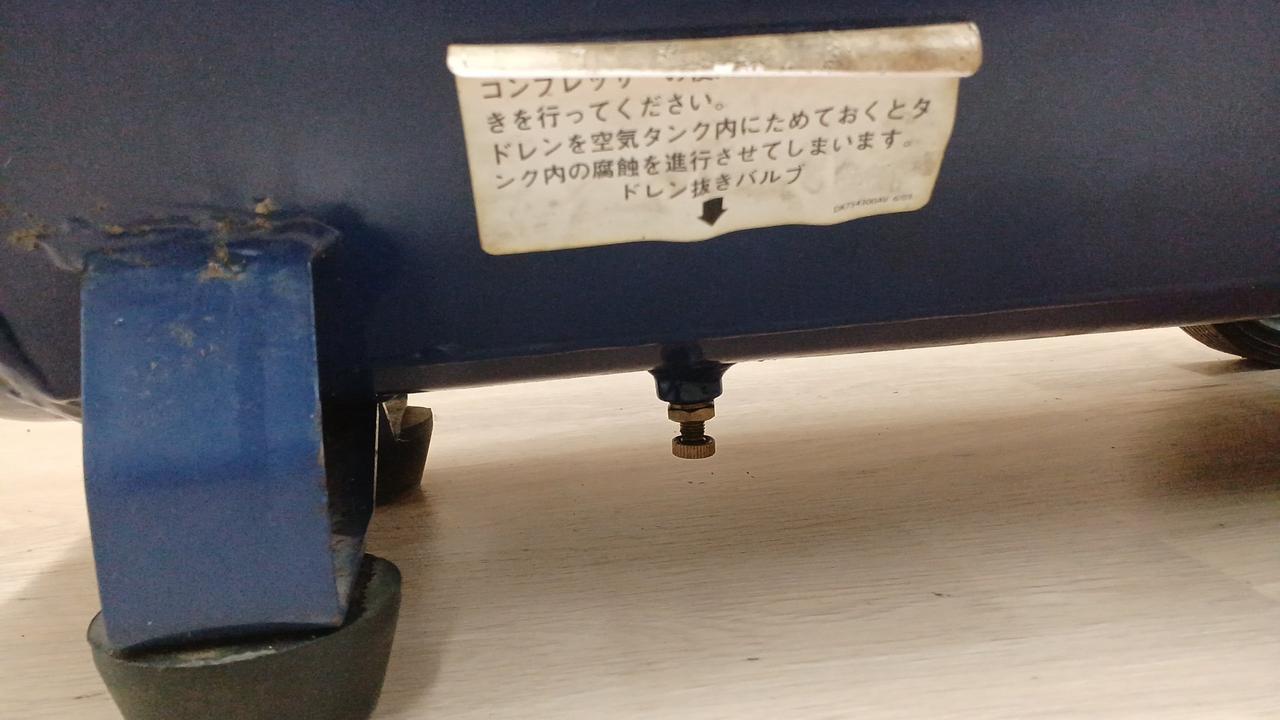 コンプレッサーの使
きを行ってください。
ドレンを空気タンク内にためておくとタ
ンク内の腐蝕を進行させてしまいます。
ドレン抜きバルブ